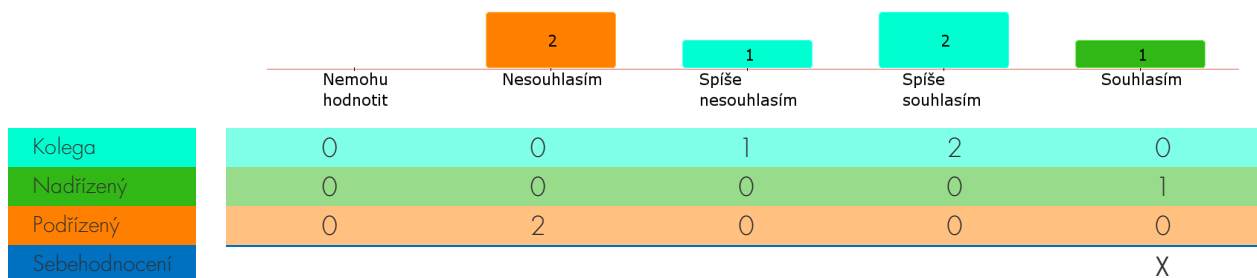 2
1
2
1
Nemohu hodnotit
Nesouhlasím
Spíše nesouhlasím
Spíše souhlasím
Souhlasím
Kolega 0 0 1 2 0
Nadřízený 0 0 0 0 1
Podřízený 0 2 0 0 0
Sebehodnocení X